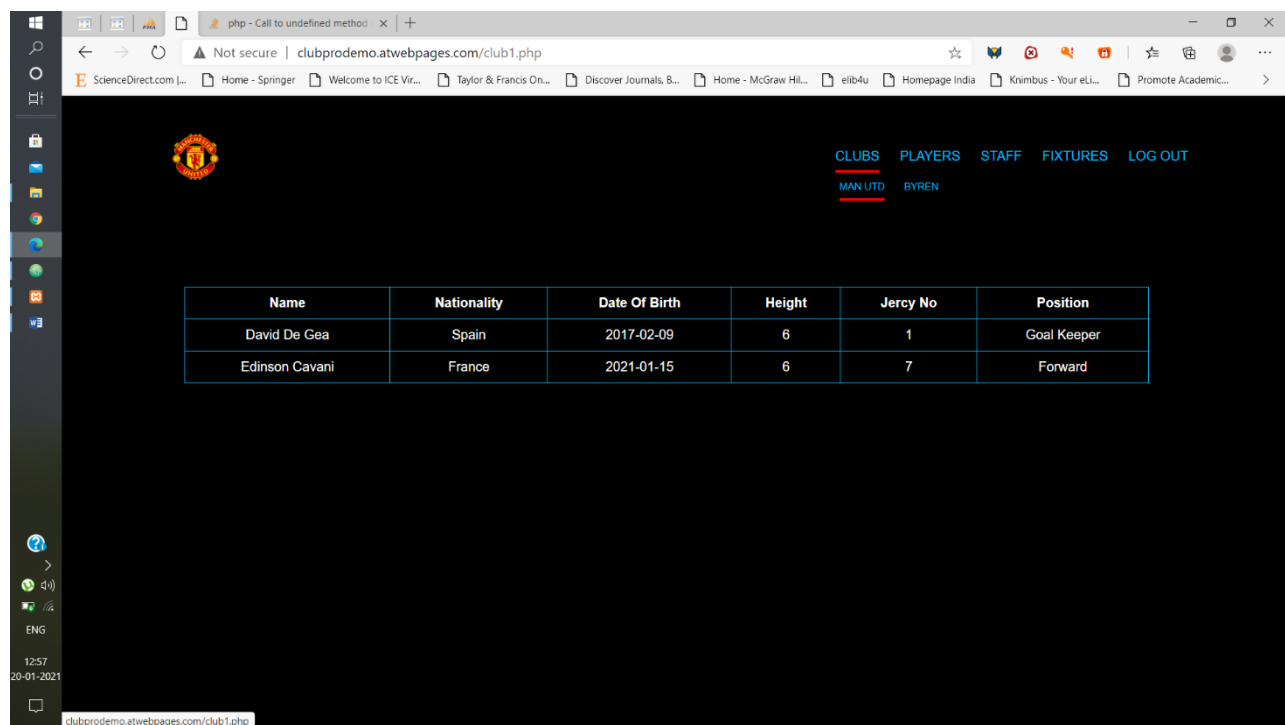 php - Call to undefined method
Not secure | clubprodemo.atwebpages.com/club1.php
ScienceDirect.com |... Home - Springer Welcome to ICE Vir... Taylor & Francis On... Discover Journals, B... Home - McGraw Hil... elib4u Homepage India Knimbus - Your eLi... Promote Academic...
MANCHESTER UNITED
CLUBS PLAYERS STAFF FIXTURES LOG OUT
MAN UTD BYREN
Name Nationality Date Of Birth Height Jercy No Position
David De Gea Spain 2017-02-09 6 1 Goal Keeper
Edinson Cavani France 2021-01-15 6 7 Forward
ENG
12:57
20-01-2021
clubprodemo.atwebpages.com/club1.php